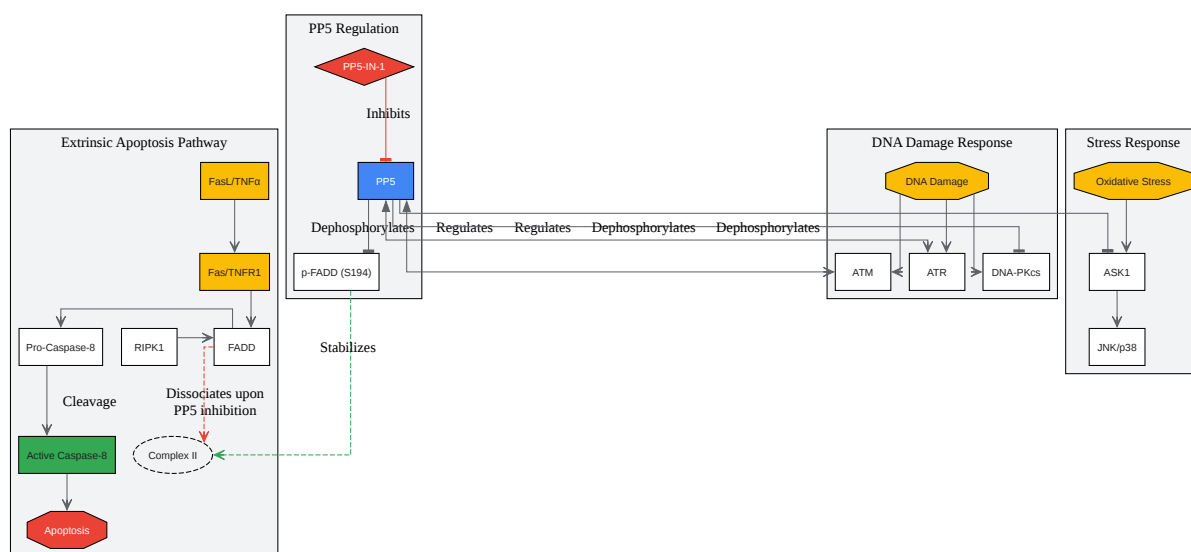 PP5 Regulation
PP5-IN-1
Inhibits
Extrinsic Apoptosis Pathway
DNA Damage Response
Stress Response
FasL/TNFα
PP5
DNA Damage
Oxidative Stress
Dephosphorylates
Regulates
Regulates
Dephosphorylates
Dephosphorylates
Fas/TNFR1
p-FADD (S194)
ATM
ATR
DNA-PKcs
ASK1
Pro-Caspase-8
RIPK1
FADD
Stabilizes
JNK/p38
Cleavage
Dissociates upon
PP5 inhibition
Active Caspase-8
Complex II
Apoptosis